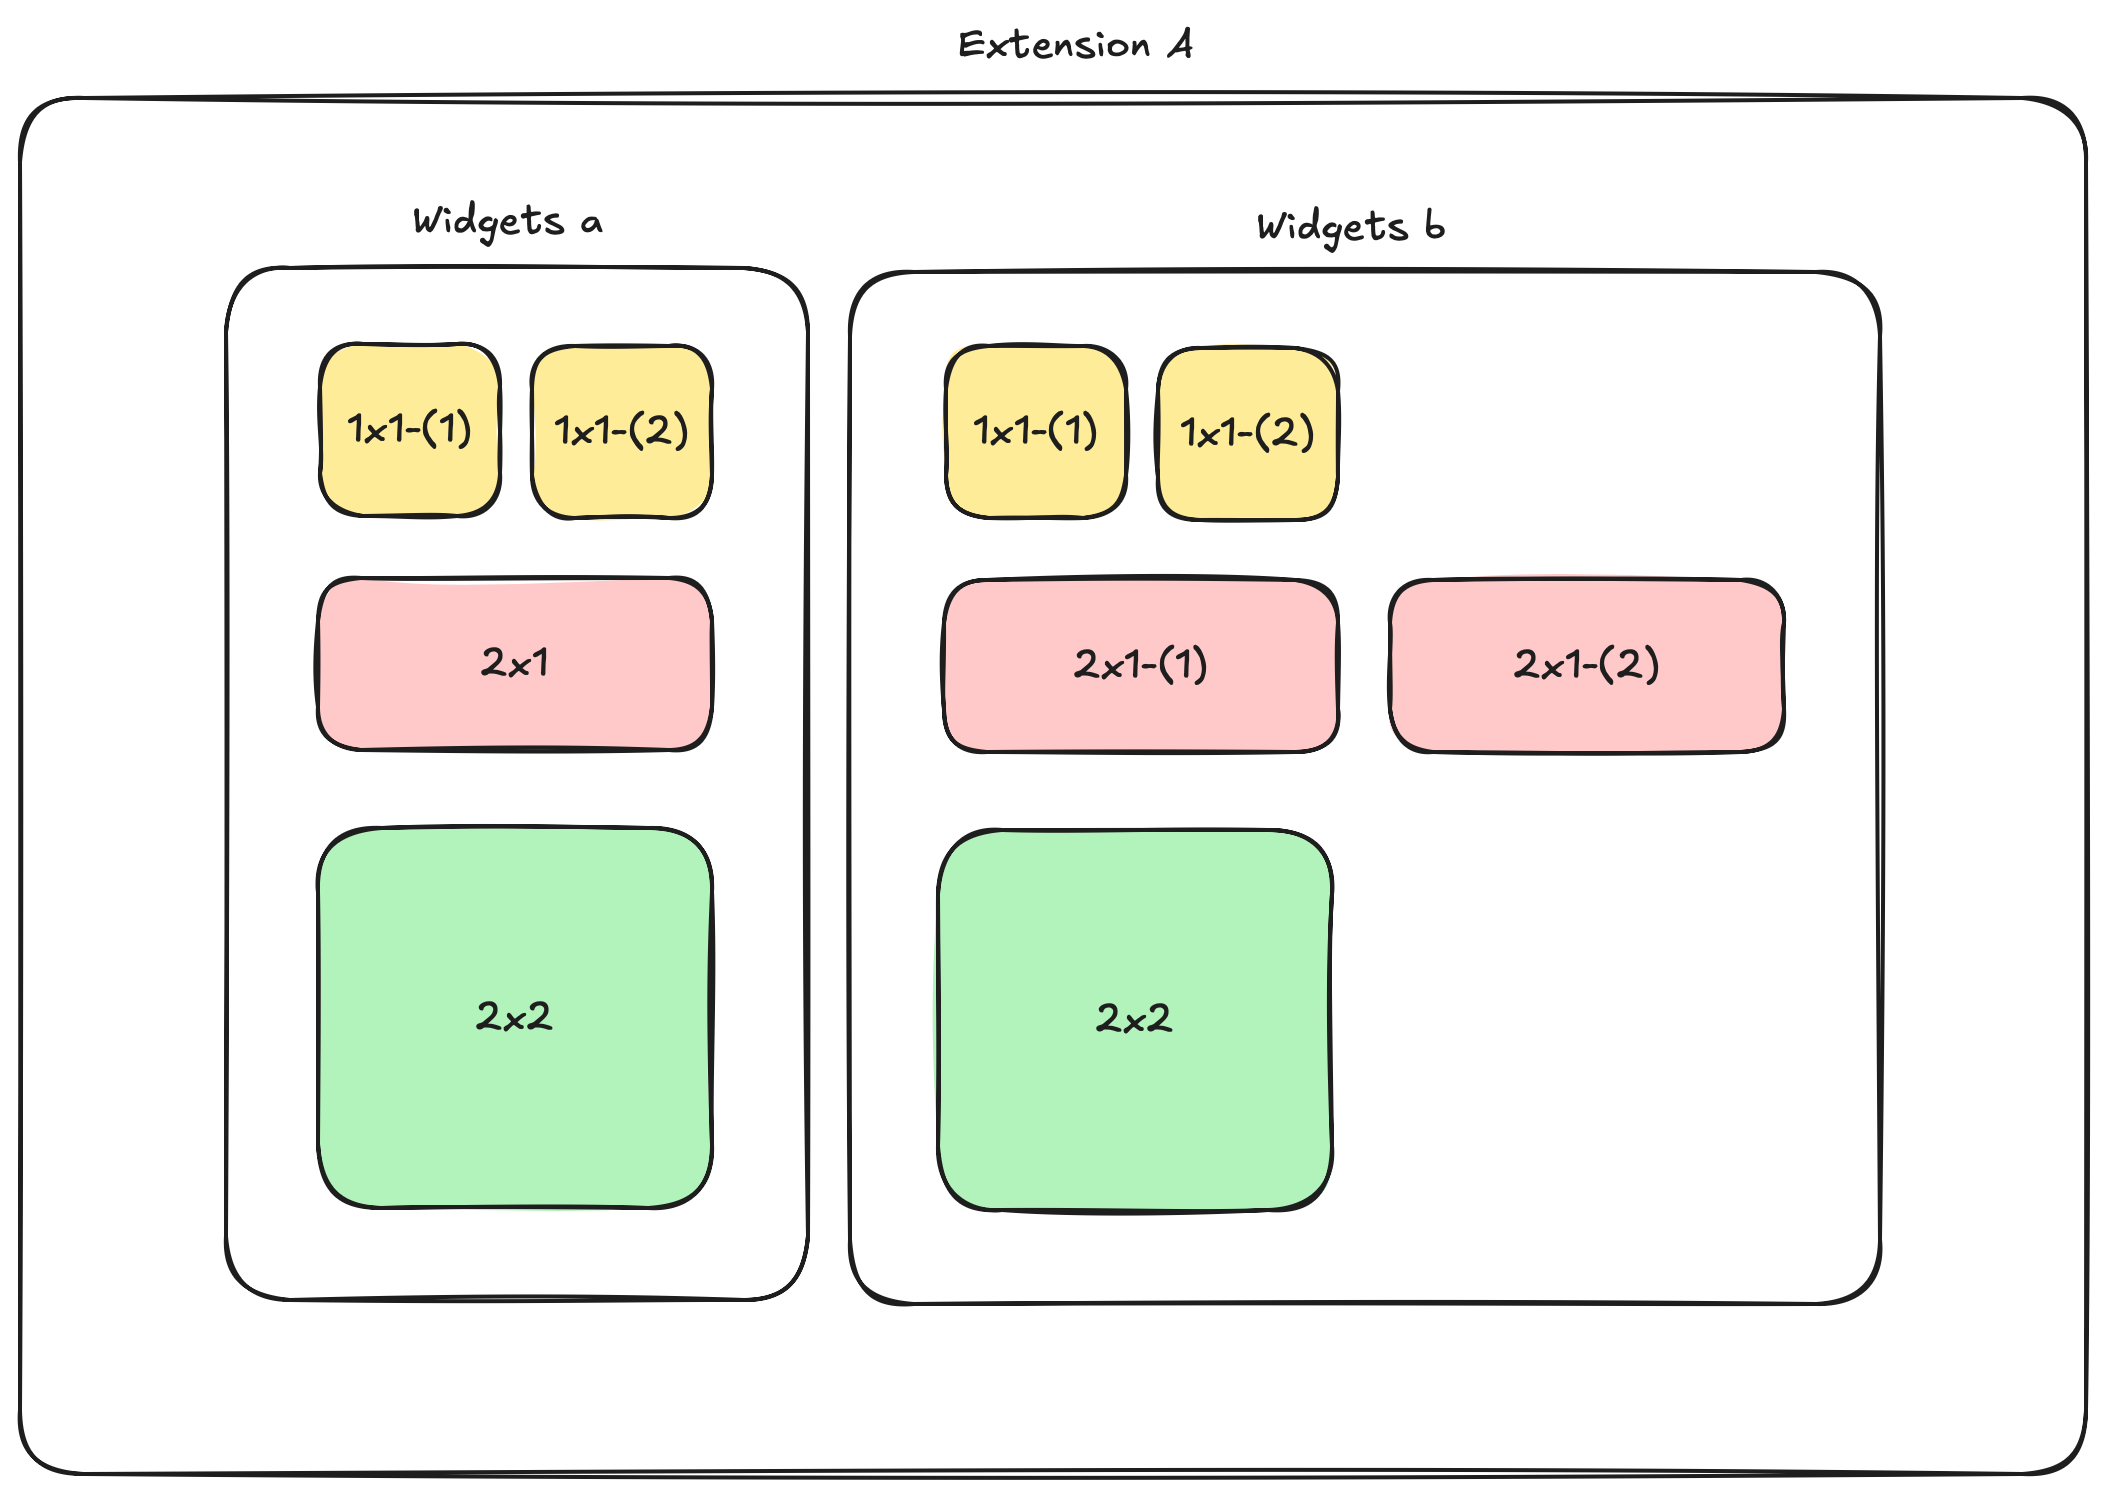 Extension A
Widgets a
1x1-(1)
1x1-(2)
2x1
2x2
Widgets b
1x1-(1)
1x1-(2)
2x1-(1)
2x1-(2)
2x2